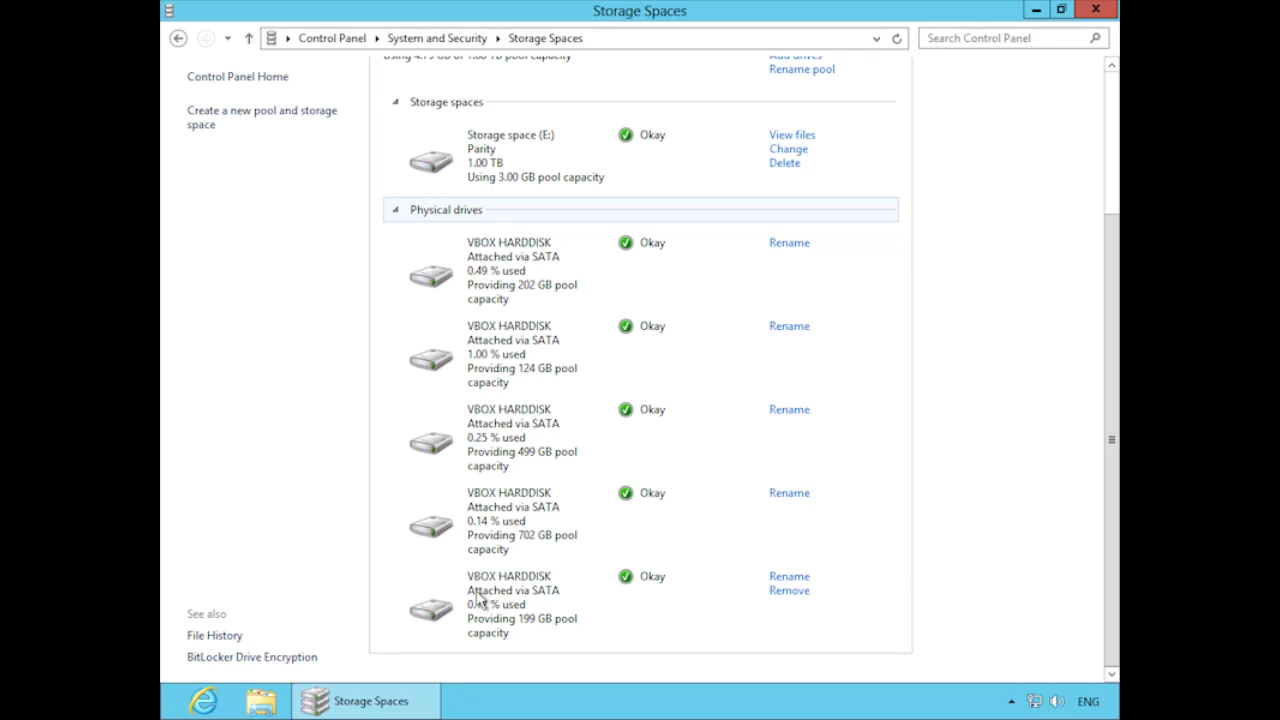 Storage Spaces
Control Panel
System and Security
Storage Spaces
Search Control Panel
Control Panel Home
Create a new pool and storage
space
Add drives
Rename pool
Storage spaces
Storage space (E:)
Okay
View files
Parity
Change
1.00 TB
Delete
Using 3.00 GB pool capacity
Physical drives
VBOX HARDDISK
Okay
Rename
Attached via SATA
0.49 % used
Providing 202 GB pool
capacity
VBOX HARDDISK
Okay
Rename
Attached via SATA
1.00 % used
Providing 124 GB pool
capacity
VBOX HARDDISK
Okay
Rename
Attached via SATA
0.25 % used
Providing 499 GB pool
capacity
VBOX HARDDISK
Okay
Rename
Attached via SATA
0.14 % used
Providing 702 GB pool
capacity
VBOX HARDDISK
Okay
Rename
Attached via SATA
Remove
% used
Providing 199 GB pool
capacity
See also
File History
BitLocker Drive Encryption
Storage Spaces
ENG